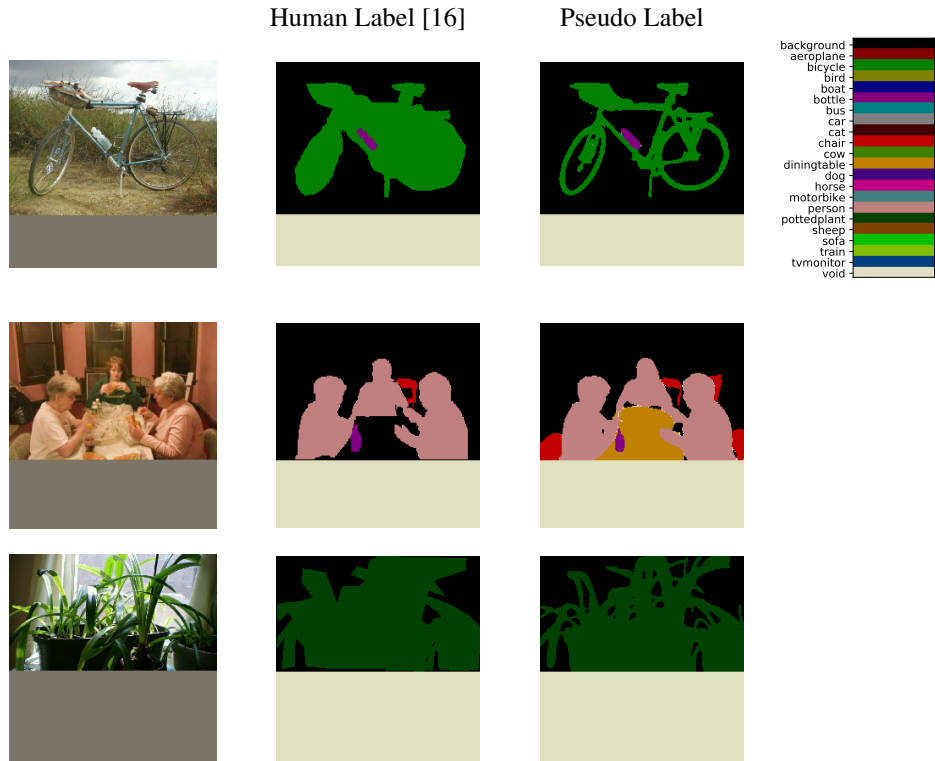 Human Label [16]
Pseudo Label
background
aeroplane
bicycle
bird
boat
bottle
bus
car
cat
chair
cow
diningtable
dog
horse
motorbike
person
pottedplant
sheep
sofa
train
tvmonitor
void